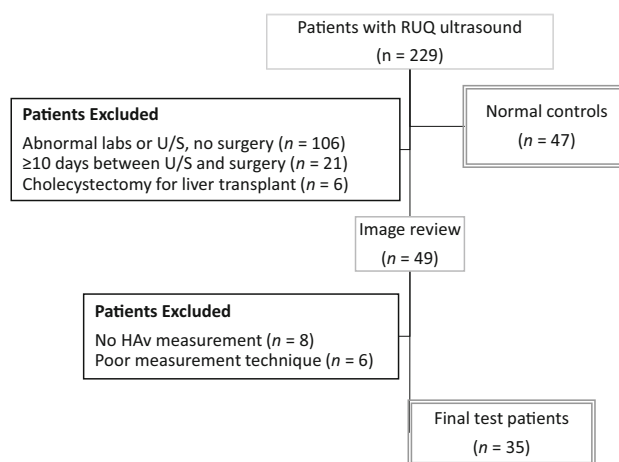 Patients with RUQ ultrasound
(n = 229)
Patients Excluded
Abnormal labs or U/S, no surgery (n = 106)
≥10 days between U/S and surgery (n = 21)
Cholecystectomy for liver transplant (n = 6)
Normal controls
(n = 47)
Image review
(n = 49)
Patients Excluded
No HAv measurement (n = 8)
Poor measurement technique (n = 6)
Final test patients
(n = 35)